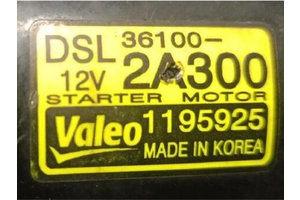 DSL 36100-
12V 2A300
STARTER MOTOR
Valeo 1195925
MADE IN KOREA